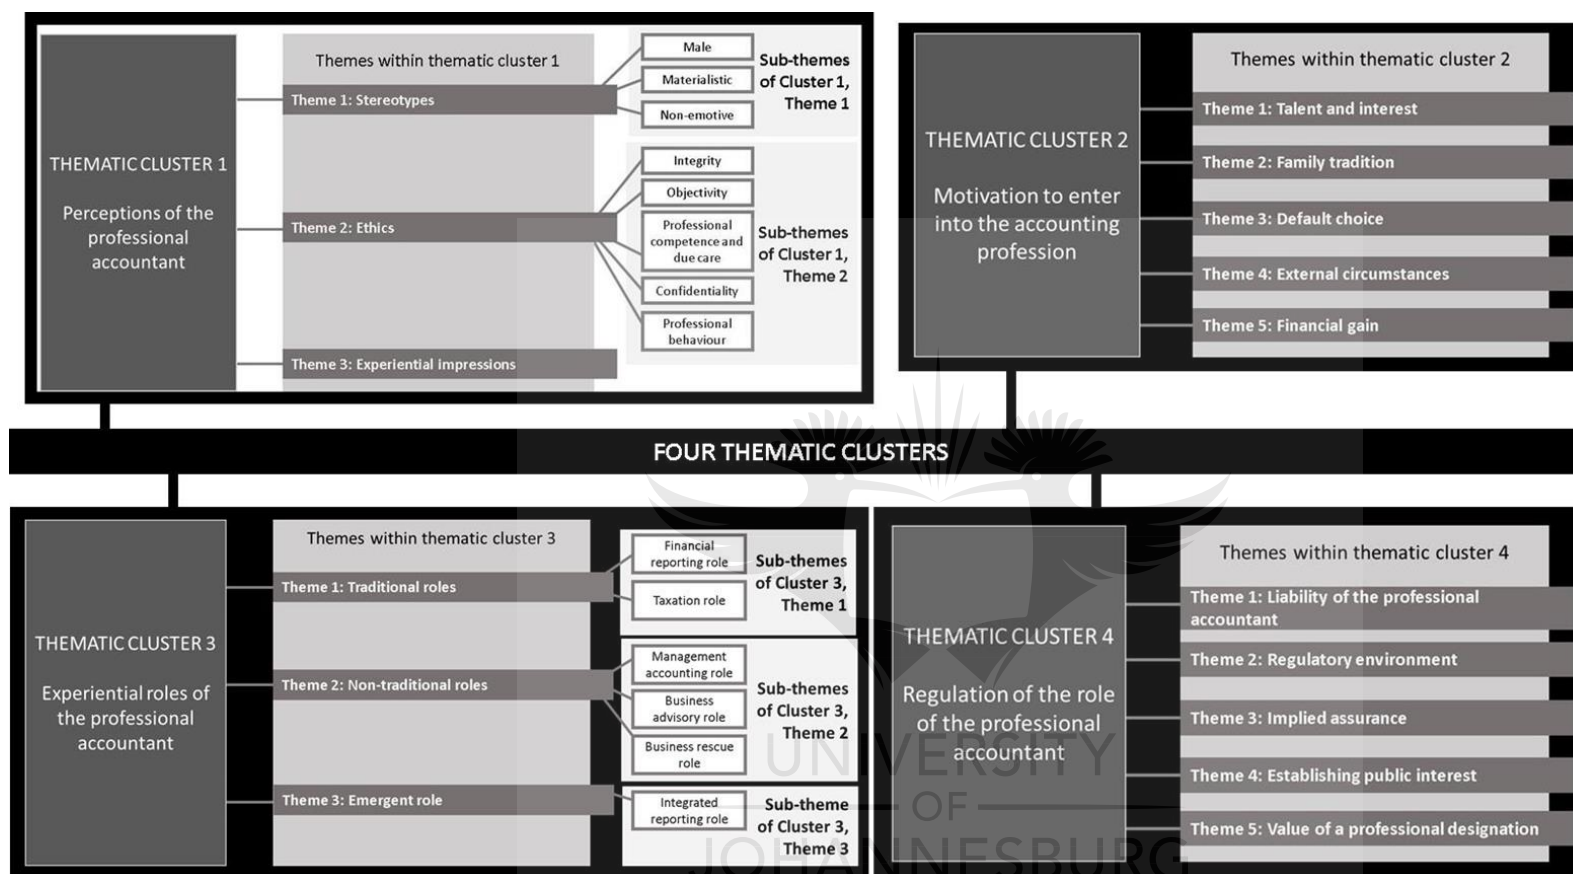 THEMATIC CLUSTER 1
Perceptions of the
professional
accountant
Themes within thematic cluster 1
Theme 1: Stereotypes
Theme 2: Ethics
Theme 3: Experiential impressions
Male
Materialistic
Non-emotive
Sub-themes
of Cluster 1,
Theme 1
Integrity
Objectivity
Professional
competence and
due care
Confidentiality
Professional
behaviour
Sub-themes
of Cluster 1,
Theme 2
THEMATIC CLUSTER 2
Motivation to enter
into the accounting
profession
Themes within thematic cluster 2
Theme 1: Talent and interest
Theme 2: Family tradition
Theme 3: Default choice
Theme 4: External circumstances
Theme 5: Financial gain
FOUR THEMATIC CLUSTERS
THEMATIC CLUSTER 3
Experiential roles of
the professional
accountant
Themes within thematic cluster 3
Theme 1: Traditional roles
Theme 2: Non-traditional roles
Theme 3: Emergent role
Financial
reporting role
Taxation role
Sub-themes
of Cluster 3,
Theme 1
Management
accounting role
Business
advisory role
Business rescue
role
Sub-themes
of Cluster 3,
Theme 2
Integrated
reporting role
Sub-theme
of Cluster 3,
Theme 3
THEMATIC CLUSTER 4
Regulation of the role
of the professional
accountant
Themes within thematic cluster 4
Theme 1: Liability of the professional
accountant
Theme 2: Regulatory environment
Theme 3: Implied assurance
Theme 4: Establishing public interest
Theme 5: Value of a professional designation
UNIVERSITY
OF
JOHANNESBURG